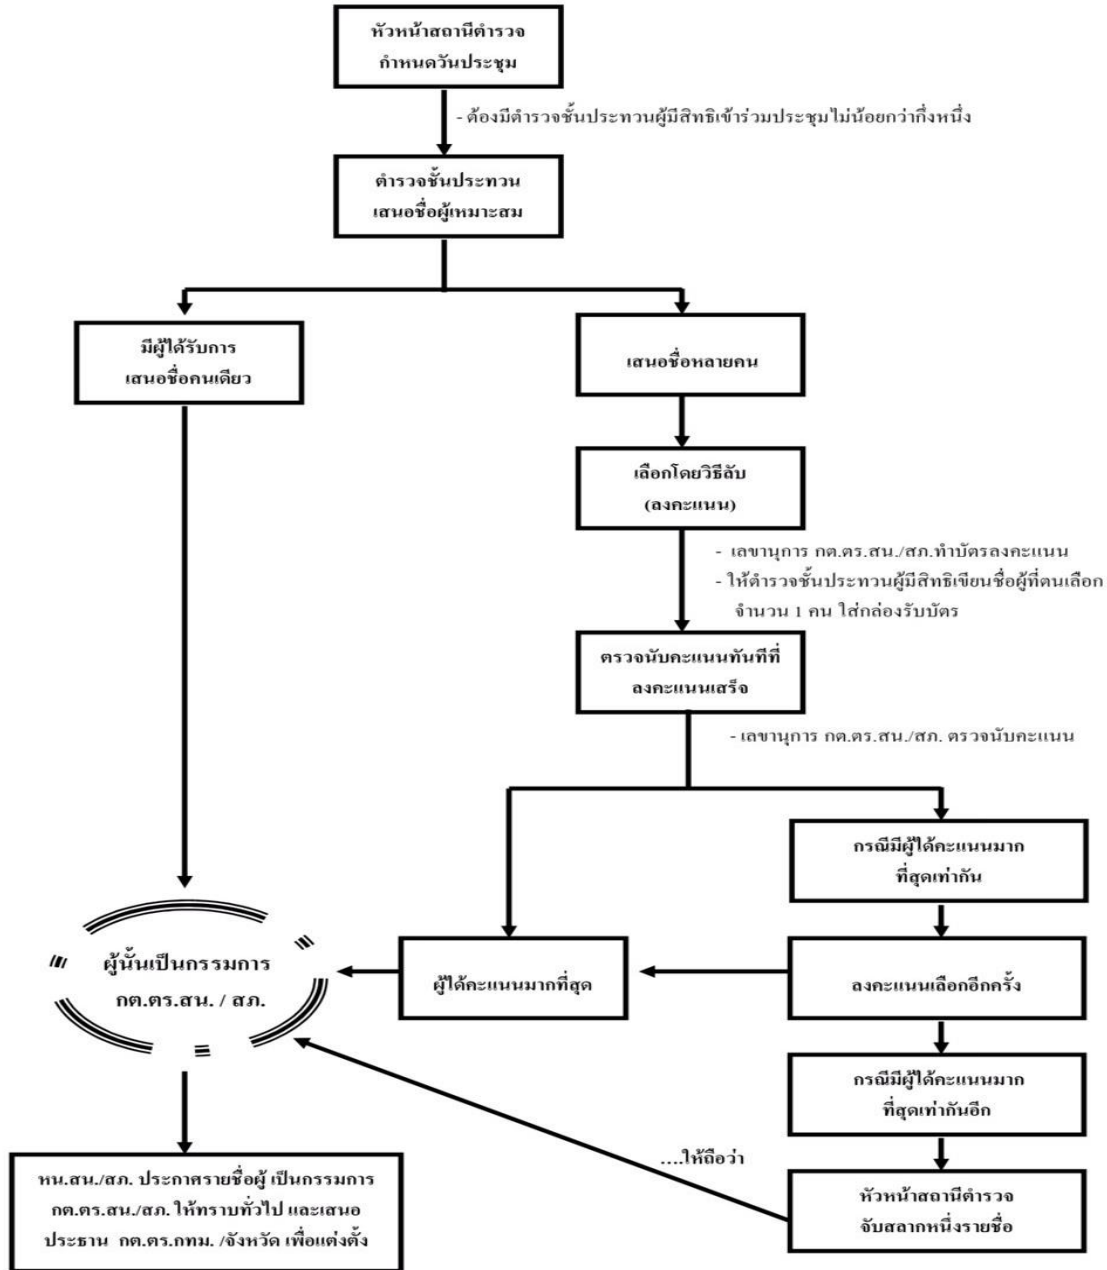 หัวหน้าสถานีตำรวจ
กำหนดวันประชุม
- ต้องมีตำรวจชั้นประทวนผู้มีสิทธิเข้าร่วมประชุมไม่น้อยกว่ากึ่งหนึ่ง
ตำรวจชั้นประทวน
เสนอชื่อผู้เหมาะสม
มีผู้ได้รับการ
เสนอชื่อคนเดียว
เสนอชื่อหลายคน
เลือกโดยวิธีลับ
(ลงคะแนน)
- เลขานุการ กต.ตร.สน./สภ.ทำบัตรลงคะแนน
- ให้ตำรวจชั้นประทวนผู้มีสิทธิเขียนชื่อผู้ที่ตนเลือก
จำนวน 1 คน ใส่กล่องรับบัตร
ตรวจนับคะแนนทันทีที่
ลงคะแนนเสร็จ
- เลขานุการ กต.ตร.สน./สภ. ตรวจนับคะแนน
กรณีมีผู้ได้คะแนนมาก
ที่สุดเท่ากัน
ผู้นั้นเป็นกรรมการ
กต.ตร.สน. / สภ.
ผู้ได้คะแนนมากที่สุด
ลงคะแนนเลือกอีกครั้ง
กรณีมีผู้ได้คะแนนมาก
ที่สุดเท่ากันอีก
....ให้ถือว่า
หัวหน้าสถานีตำรวจ
จับสลากหนึ่งรายชื่อ
หน.สน./สภ. ประกาศรายชื่อผู้ เป็นกรรมการ
กต.ตร.สน./สภ. ให้ทราบทั่วไป และเสนอ
ประธาน กต.ตร.กทม. /จังหวัด เพื่อแต่งตั้ง